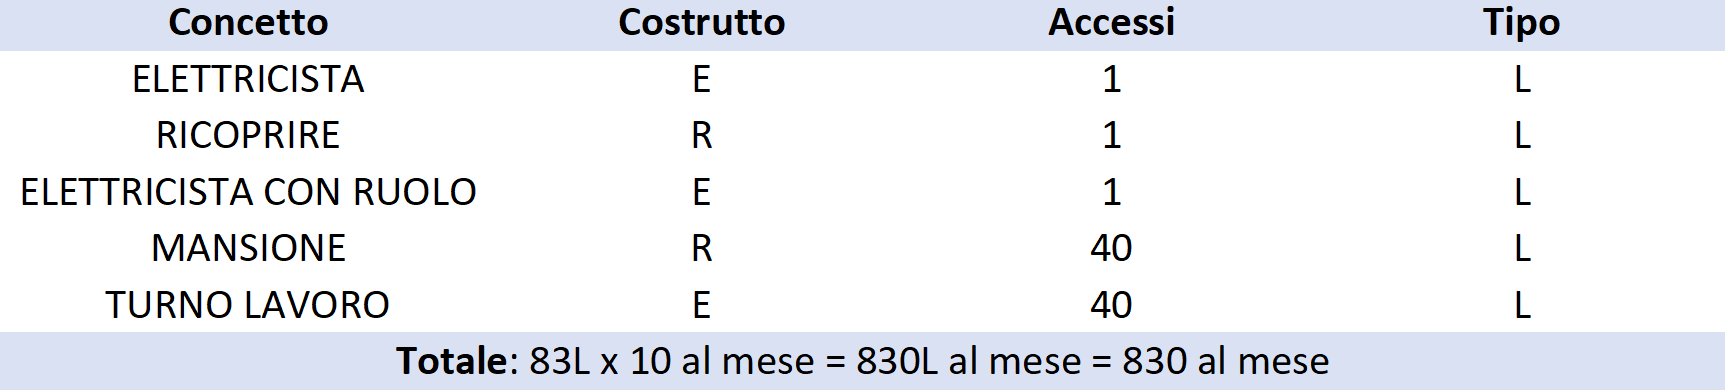 Concetto Costrutto Accessi Tipo
ELETTRICISTA E 1 L
RICOPRIRE R 1 L
ELETTRICISTA CON RUOLO E 1 L
MANSIONE R 40 L
TURNO LAVORO E 40 L
Totale: 83L x 10 al mese = 830L al mese = 830 al mese